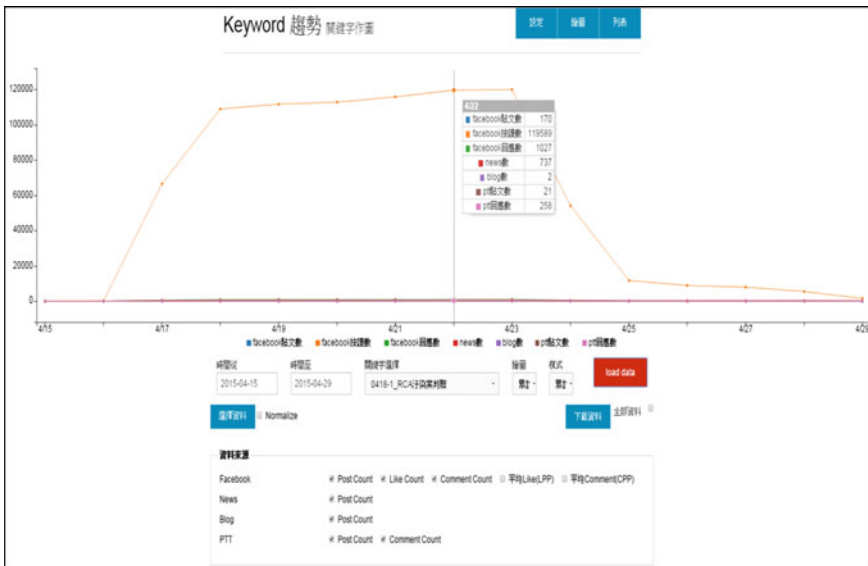 Keyword 趨勢 關鍵字作圖
設定 繪圖 列表
120000
100000
80000
60000
40000
20000
0
4/22
facebook貼文數 170
facebook按讚數 119589
facebook回應數 1027
news數 737
blog數 2
ptt貼文數 21
ptt回應數 258
4/15 4/17 4/19 4/21 4/23 4/25 4/27 4/29
facebook貼文數 facebook按讚數 facebook回應數 news數 blog數 ptt貼文數 ptt回應數
時間從 時間至 關鍵字選擇 繪圖 模式
2015-04-15 2015-04-29 0418-1_RCA汙染案判賠 累計 累計 load data
選擇資料 Normalize 下載資料 全部資料
資料來源
Facebook Post Count Like Count Comment Count 平均Like(LPP) 平均Comment(CPP)
News Post Count
Blog Post Count
PTT Post Count Comment Count